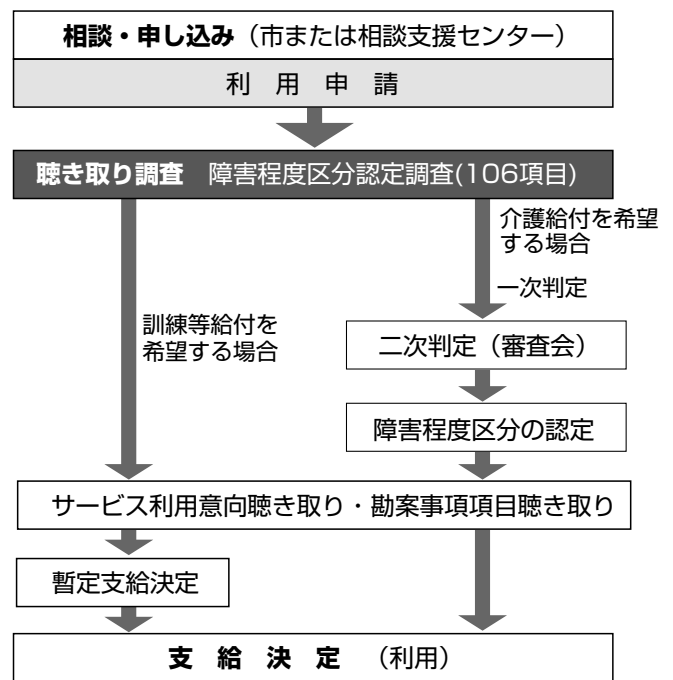 相談・申し込み（市または相談支援センター）
利　用　申　請
聴き取り調査　障害程度区分認定調査(106項目)
介護給付を希望
する場合
一次判定
訓練等給付を
希望する場合
二次判定（審査会）
障害程度区分の認定
サービス利用意向聴き取り・勘案事項項目聴き取り
暫定支給決定
支　給　決　定　（利用）